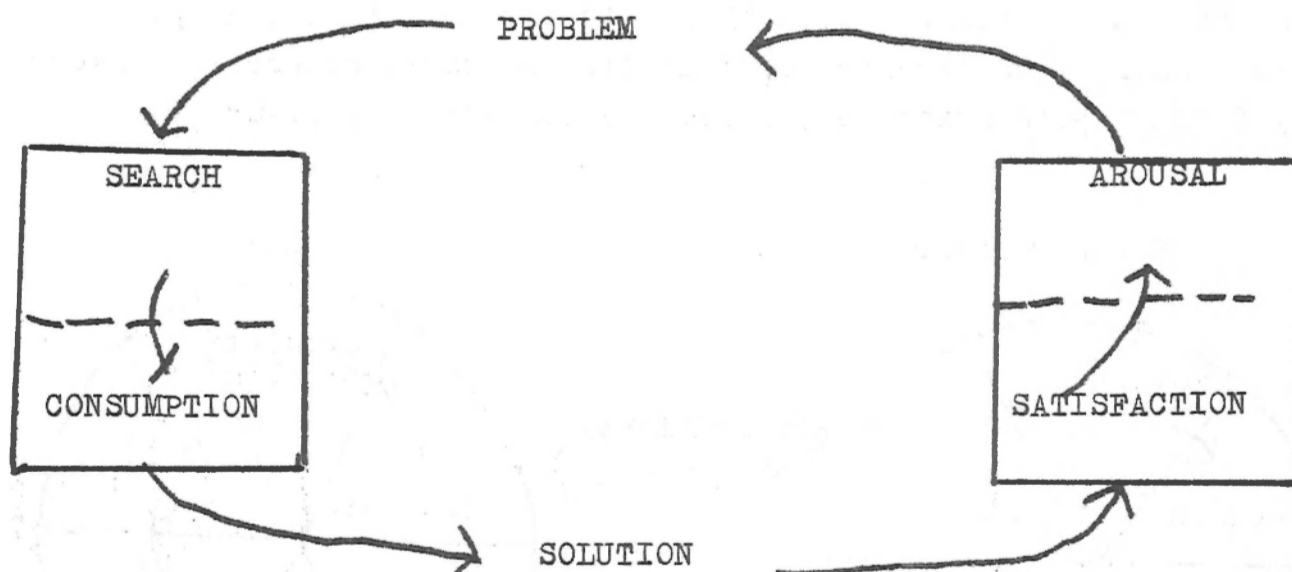 PROBLEM
SEARCH
AROUSAL
CONSUMPTION
SATISFACTION
SOLUTION